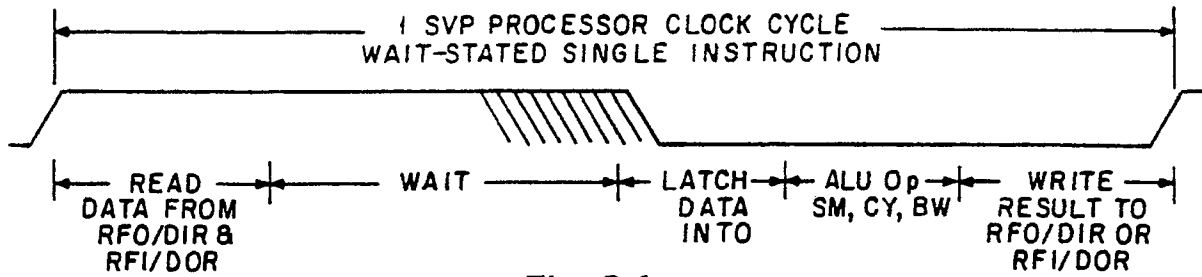 1 SVP PROCESSOR CLOCK CYCLE
WAIT-STATED SINGLE INSTRUCTION
READ
DATA FROM
RFO/DIR &
RFI/DOR
WAIT
LATCH
DATA
INTO
ALU Op
SM, CY, BW
WRITE
RESULT TO
RFO/DIR OR
RFI/DOR
Fig.